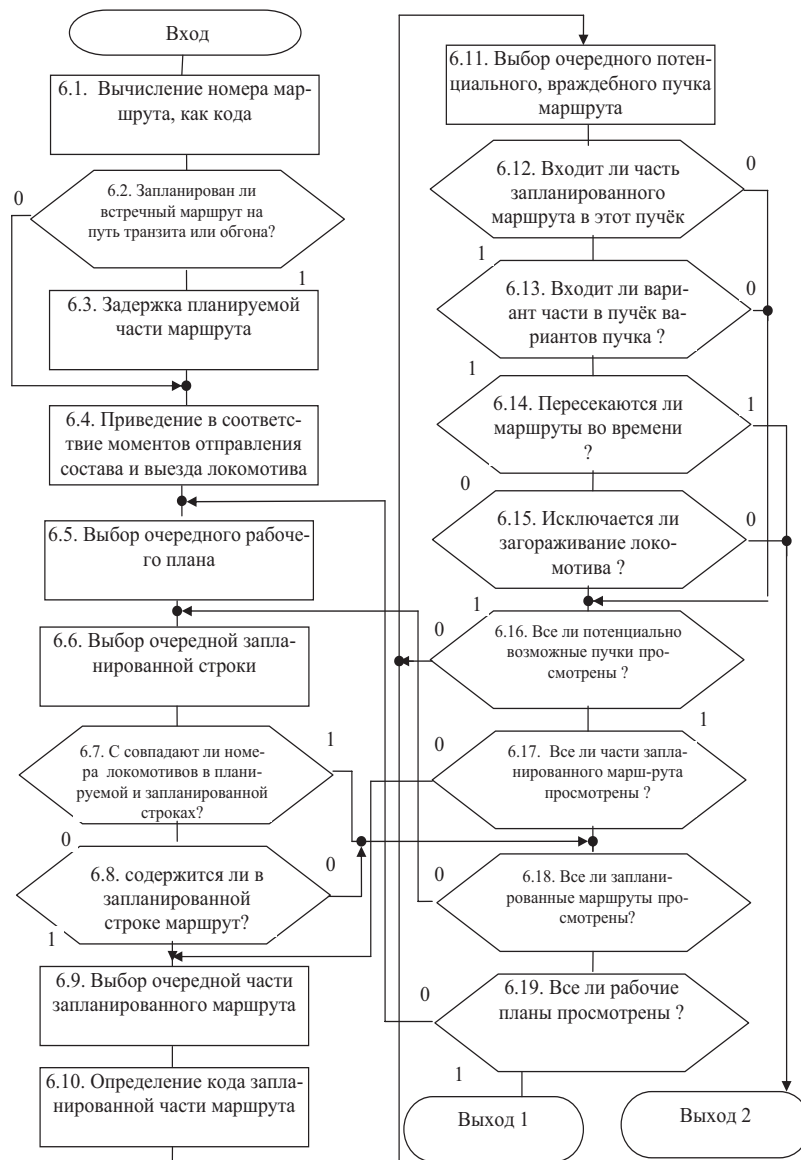 Вход
6.1. Вычисление номера мар-
шрута, как кода
0
6.2. Запланирован ли
встречный маршрут на
путь транзита или обгона?
1
6.3. Задержка планируемой
части маршрута
6.4. Приведение в соответс-
твие моментов отправления
состава и выезда локомотива
6.5. Выбор очередного рабоче-
го плана
6.6. Выбор очередной запла-
нированной строки
6.7. С совпадают ли номе-
ра локомотивов в плани-
руемой и запланированной
строках?
1
0
6.8. содержится ли в
запланированной
строке маршрут?
0
1
6.9. Выбор очередной части
запланированного маршрута
6.10. Определение кода запла-
нированной части маршрута
6.11. Выбор очередного потен-
циального, враждебного пучка
маршрута
6.12. Входит ли часть
запланированного
маршрута в этот пучёк
0
1
6.13. Входит ли вари-
ант части в пучёк ва-
риантов пучка ?
0
1
6.14. Пересекаются ли
маршруты во времени
?
1
0
6.15. Исключается ли
загораживание локо-
мотива ?
0
1
0
6.16. Все ли потенциально
возможные пучки про-
смотрены ?
1
0
6.17. Все ли части запла-
нированного марш-рута
просмотрены ?
0
6.18. Все ли заплани-
рованные маршруты про-
смотрены?
0
6.19. Все ли рабочие
планы просмотрены ?
1
Выход 1
Выход 2